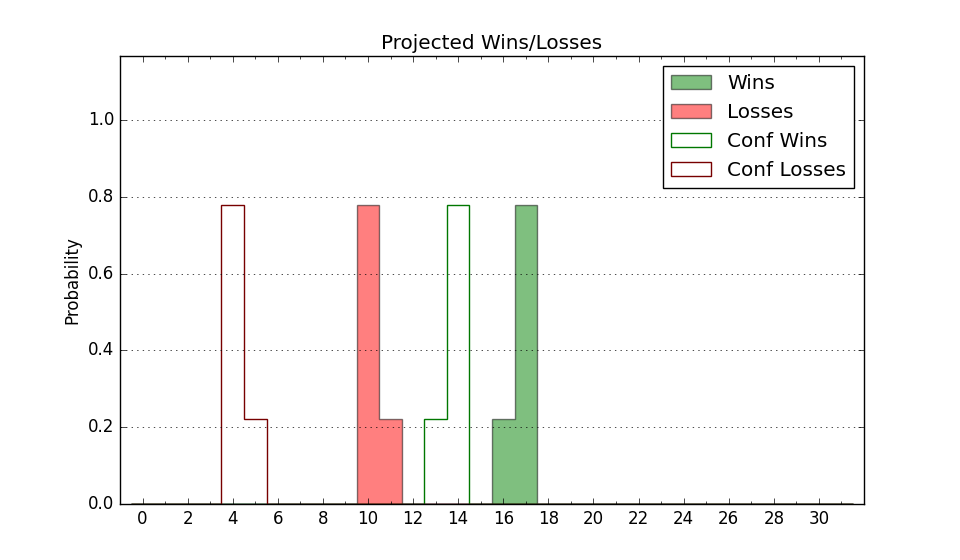 Projected Wins/Losses
Wins
Losses
Conf Wins
Conf Losses
Probability
1.0
0.8
0.6
0.4
0.2
0.0
0 2 4 6 8 10 12 14 16 18 20 22 24 26 28 30